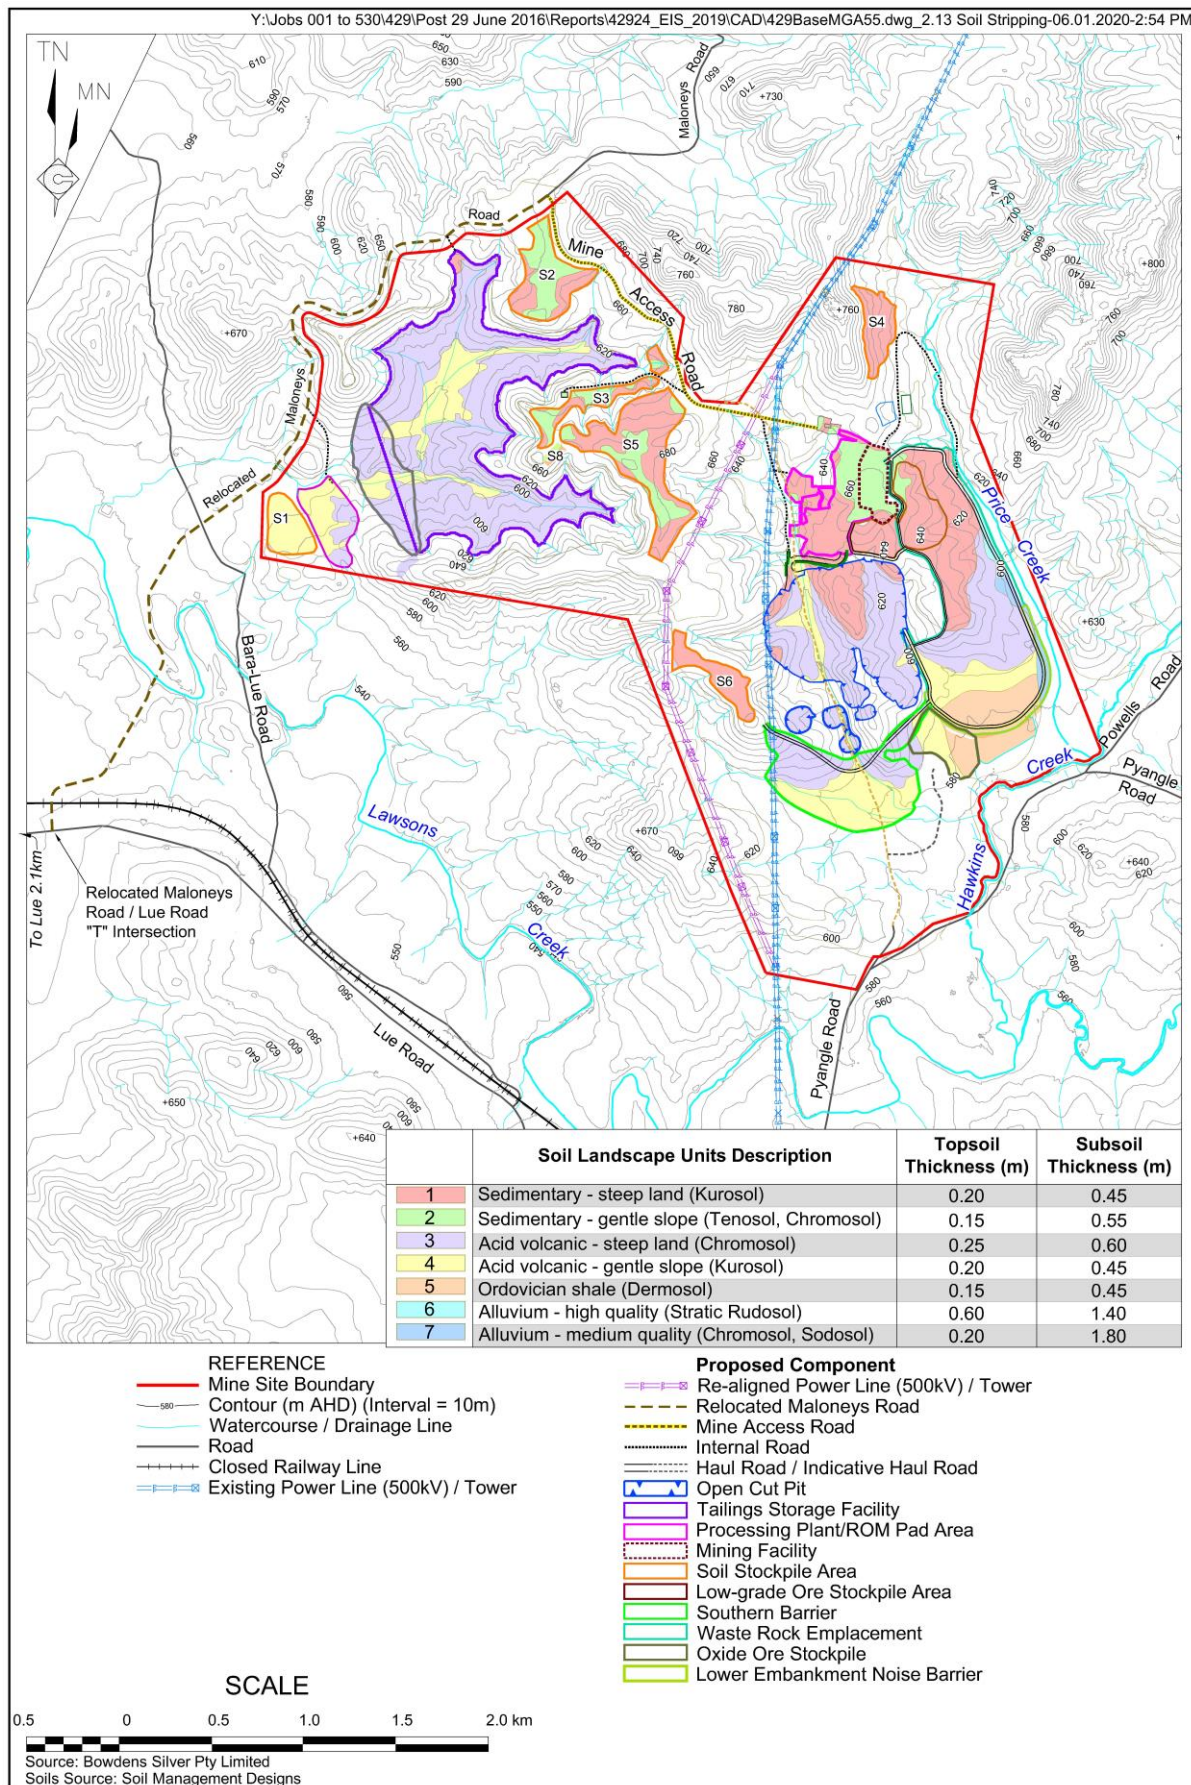 Y:\Jobs 001 to 530\429\Post 29 June 2016\Reports\42924_EIS_2019\CAD\429BaseMGA55.dwg_2.13 Soil Stripping-06.01.2020-2:54 PM
TN
MN
Maloneys Road
Road
Mine Access Road
S2
S4
S3
S5
S8
S1
S6
Maloneys
Relocated
Bara-Lue Road
Price Creek
Powells Road
Pyangle Road
Creek
Hawkins
Lawsons
Creek
Pyangle Road
Lue Road
To Lue 2.1km
Relocated Maloneys
Road / Lue Road
"T" Intersection
+730
+800
+760
+670
+630
+670
+640
+650
+640
Soil Landscape Units Description Topsoil Thickness (m) Subsoil Thickness (m)
1 Sedimentary - steep land (Kurosol) 0.20 0.45
2 Sedimentary - gentle slope (Tenosol, Chromosol) 0.15 0.55
3 Acid volcanic - steep land (Chromosol) 0.25 0.60
4 Acid volcanic - gentle slope (Kurosol) 0.20 0.45
5 Ordovician shale (Dermosol) 0.15 0.45
6 Alluvium - high quality (Stratic Rudosol) 0.60 1.40
7 Alluvium - medium quality (Chromosol, Sodosol) 0.20 1.80
REFERENCE
Mine Site Boundary
580 Contour (m AHD) (Interval = 10m)
Watercourse / Drainage Line
Road
Closed Railway Line
Existing Power Line (500kV) / Tower
Proposed Component
Re-aligned Power Line (500kV) / Tower
Relocated Maloneys Road
Mine Access Road
Internal Road
Haul Road / Indicative Haul Road
Open Cut Pit
Tailings Storage Facility
Processing Plant/ROM Pad Area
Mining Facility
Soil Stockpile Area
Low-grade Ore Stockpile Area
Southern Barrier
Waste Rock Emplacement
Oxide Ore Stockpile
Lower Embankment Noise Barrier
SCALE
0.5 0 0.5 1.0 1.5 2.0 km
Source: Bowdens Silver Pty Limited
Soils Source: Soil Management Designs